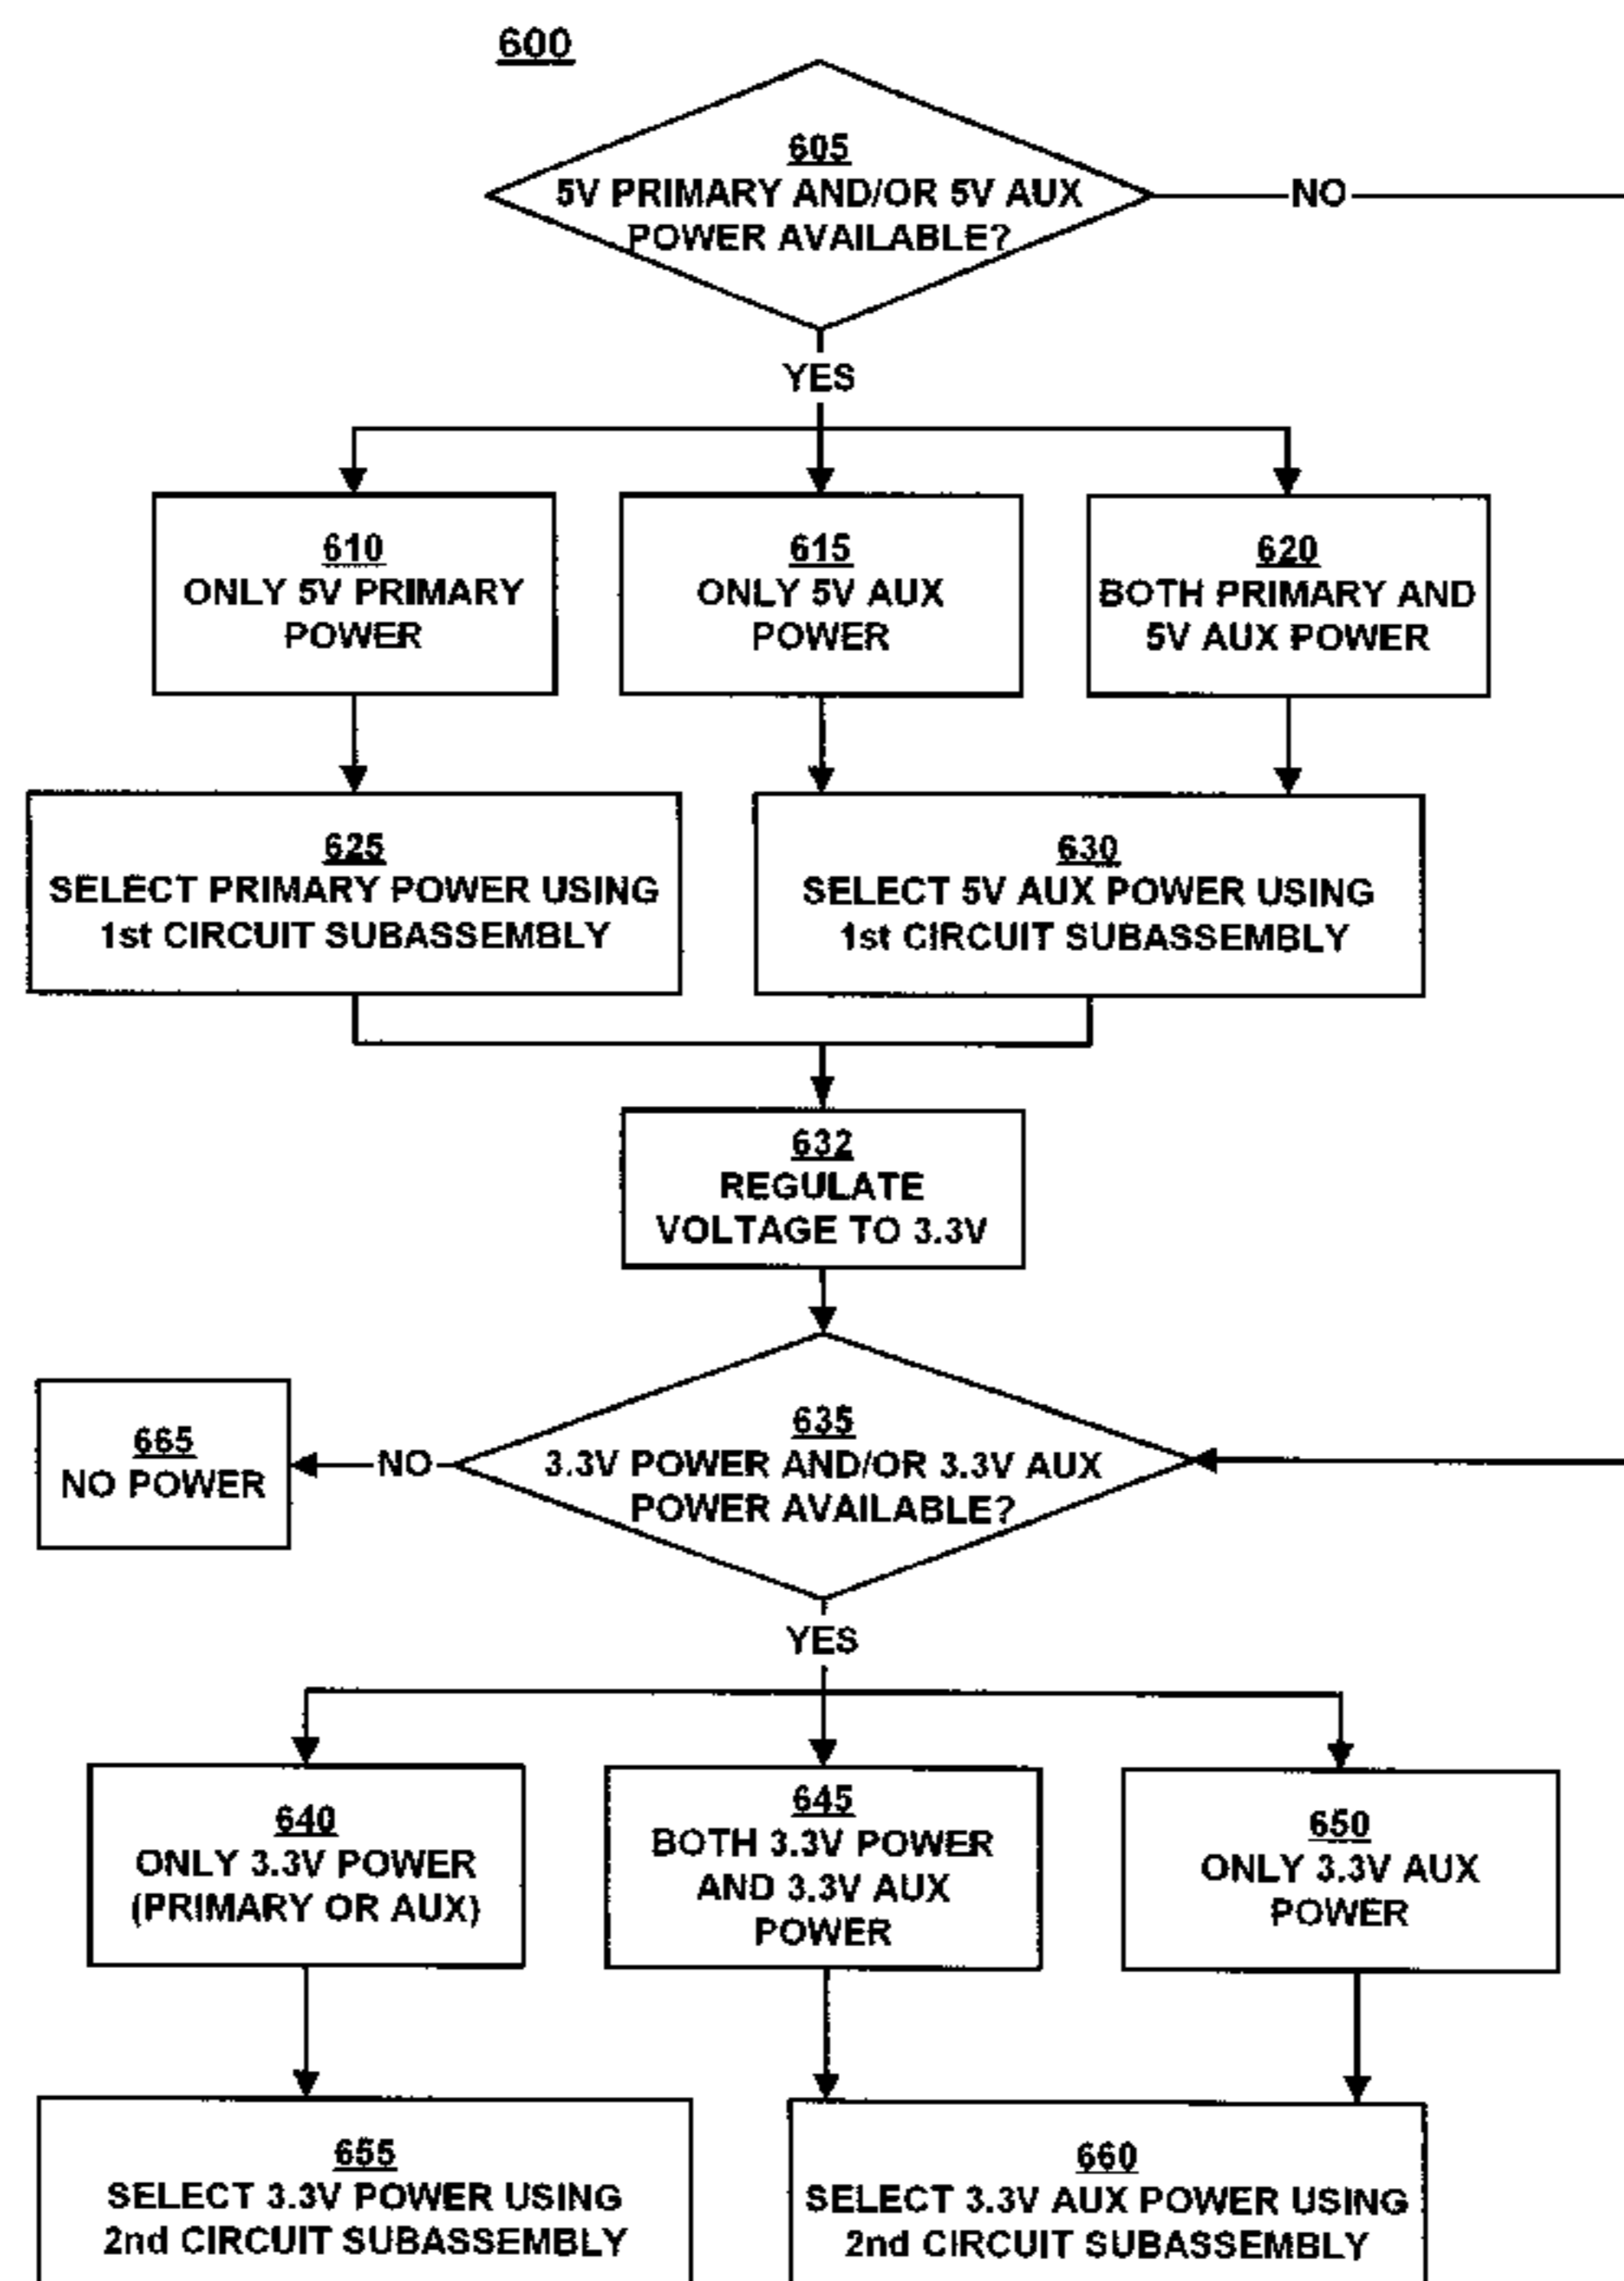 600
605
5V PRIMARY AND/OR 5V AUX
POWER AVAILABLE?
NO
YES
610
ONLY 5V PRIMARY
POWER
615
ONLY 5V AUX
POWER
620
BOTH PRIMARY AND
5V AUX POWER
625
SELECT PRIMARY POWER USING
1st CIRCUIT SUBASSEMBLY
630
SELECT 5V AUX POWER USING
1st CIRCUIT SUBASSEMBLY
632
REGULATE
VOLTAGE TO 3.3V
635
3.3V POWER AND/OR 3.3V AUX
POWER AVAILABLE?
NO
665
NO POWER
YES
640
ONLY 3.3V POWER
(PRIMARY OR AUX)
645
BOTH 3.3V POWER
AND 3.3V AUX
POWER
650
ONLY 3.3V AUX
POWER
655
SELECT 3.3V POWER USING
2nd CIRCUIT SUBASSEMBLY
660
SELECT 3.3V AUX POWER USING
2nd CIRCUIT SUBASSEMBLY